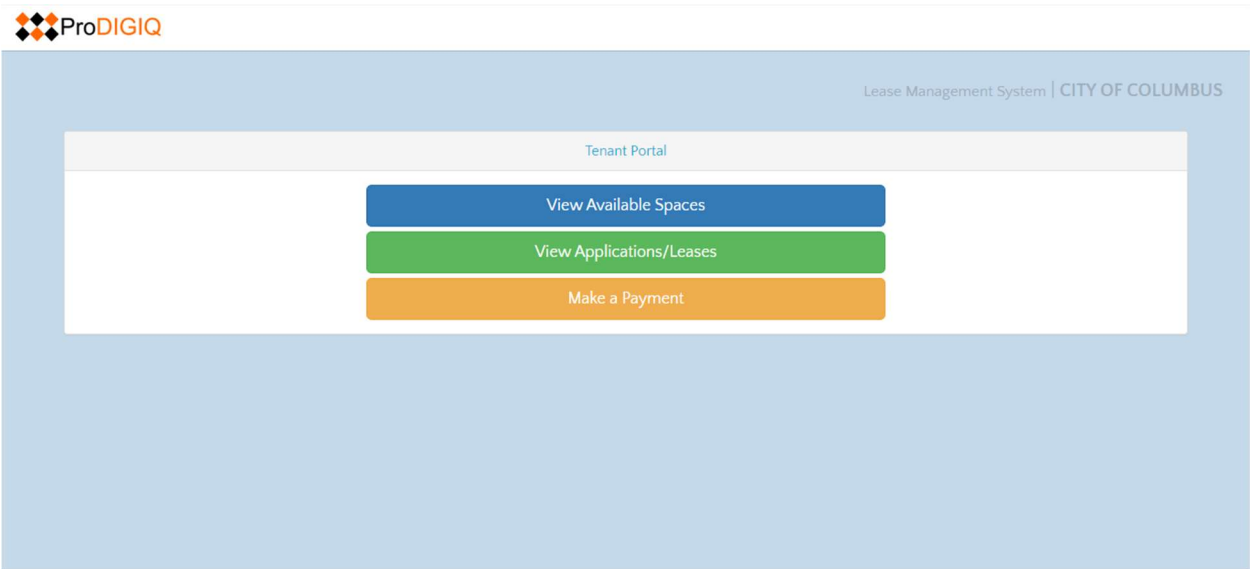 ProDIGIQ
Lease Management System | CITY OF COLUMBUS
Tenant Portal
View Available Spaces
View Applications/Leases
Make a Payment